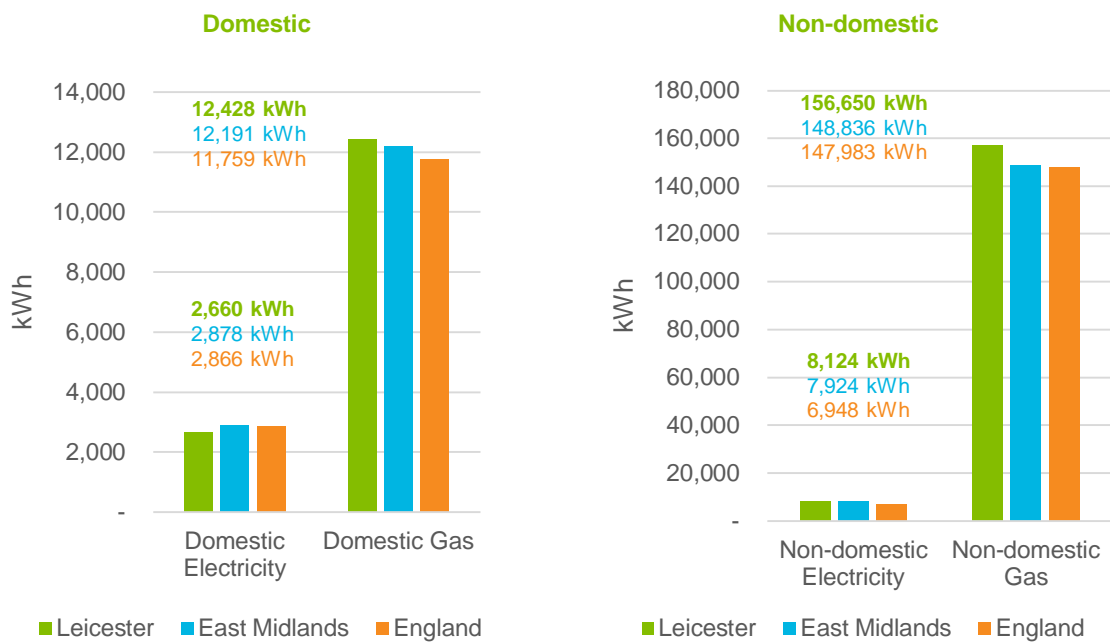 Domestic
kWh
14,000
12,000
10,000
8,000
6,000
4,000
2,000
-
12,428 kWh
12,191 kWh
11,759 kWh
2,660 kWh
2,878 kWh
2,866 kWh
Domestic
Electricity
Domestic Gas
Leicester East Midlands England
Non-domestic
kWh
180,000
160,000
140,000
120,000
100,000
80,000
60,000
40,000
20,000
-
156,650 kWh
148,836 kWh
147,983 kWh
8,124 kWh
7,924 kWh
6,948 kWh
Non-domestic
Electricity
Non-domestic
Gas
Leicester East Midlands England